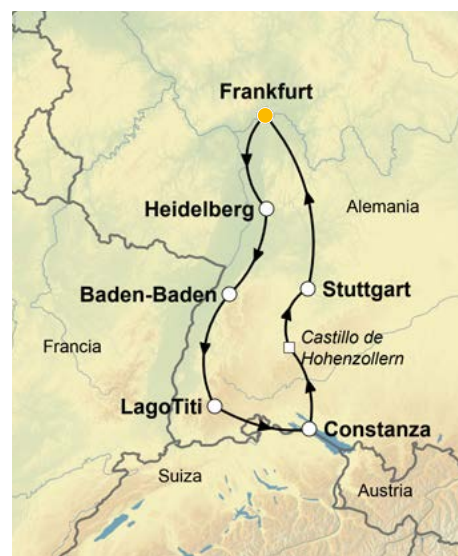 Frankfurt
Heidelberg
Alemania
Baden-Baden
Stuttgart
Francia
Castillo de
Hohenzollern
LagoTiti
Constanza
Suiza
Austria